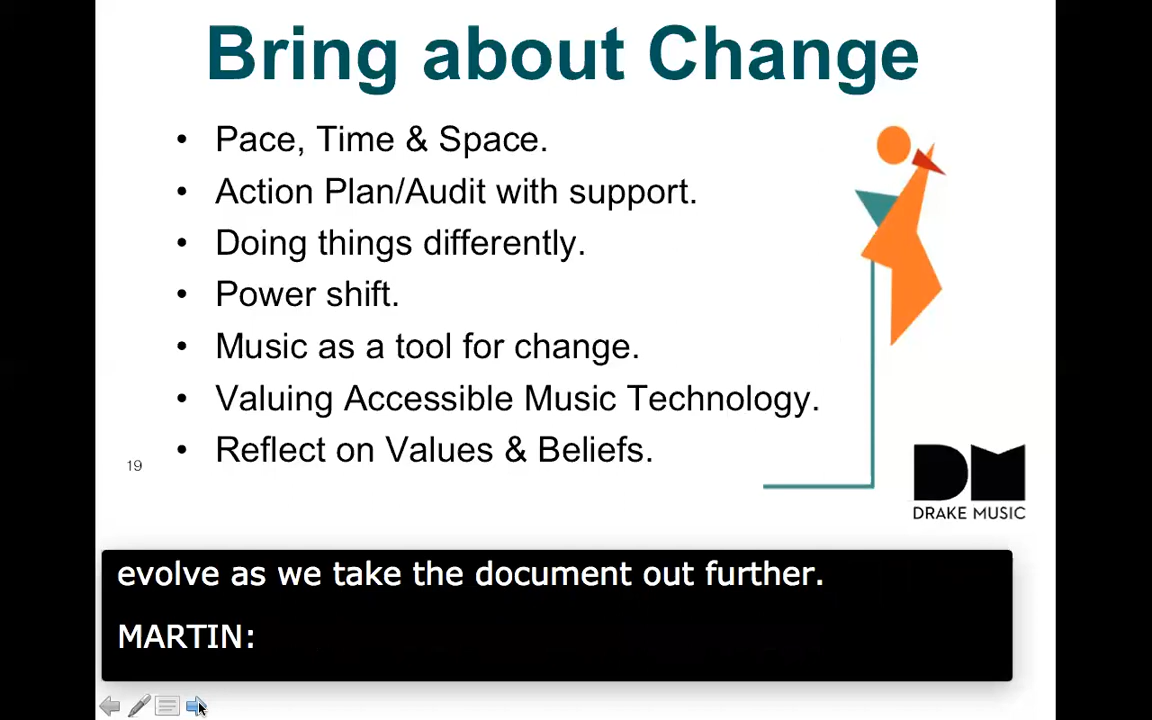 Bring about Change
• Pace, Time & Space.
• Action Plan/Audit with support.
• Doing things differently.
• Power shift.
• Music as a tool for change.
• Valuing Accessible Music Technology.
• Reflect on Values & Beliefs.
19
DM
DRAKE MUSIC
evolve as we take the document out further.
MARTIN: